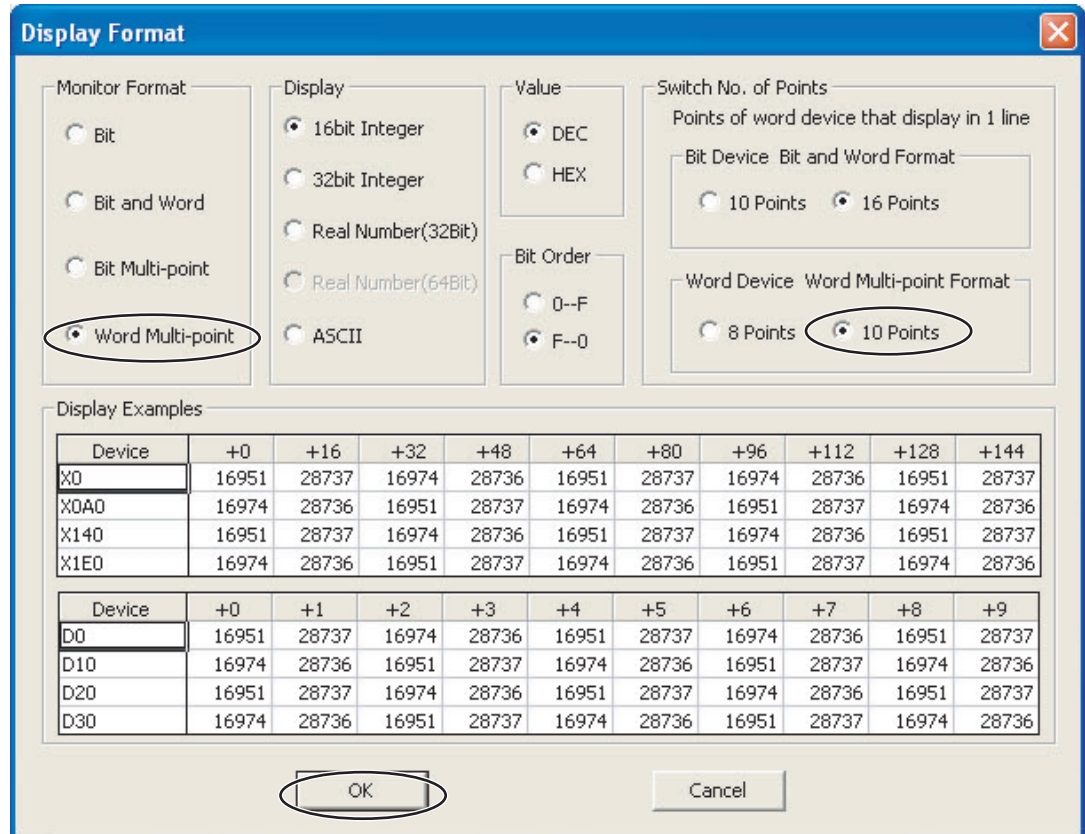 Display Format
Monitor Format
Bit
Bit and Word
Bit Multi-point
Word Multi-point
Display
16bit Integer
32bit Integer
Real Number(32Bit)
Real Number(64Bit)
ASCII
Value
DEC
HEX
Bit Order
0--F
F--0
Switch No. of Points
Points of word device that display in 1 line
Bit Device Bit and Word Format
10 Points 16 Points
Word Device Word Multi-point Format
8 Points 10 Points
Display Examples
Device +0 +16 +32 +48 +64 +80 +96 +112 +128 +144
X0 16951 28737 16974 28736 16951 28737 16974 28736 16951 28737
X0A0 16974 28736 16951 28737 16974 28736 16951 28737 16974 28736
X140 16951 28737 16974 28736 16951 28737 16974 28736 16951 28737
X1E0 16974 28736 16951 28737 16974 28736 16951 28737 16974 28736
Device +0 +1 +2 +3 +4 +5 +6 +7 +8 +9
D0 16951 28737 16974 28736 16951 28737 16974 28736 16951 28737
D10 16974 28736 16951 28737 16974 28736 16951 28737 16974 28736
D20 16951 28737 16974 28736 16951 28737 16974 28736 16951 28737
D30 16974 28736 16951 28737 16974 28736 16951 28737 16974 28736
OK Cancel